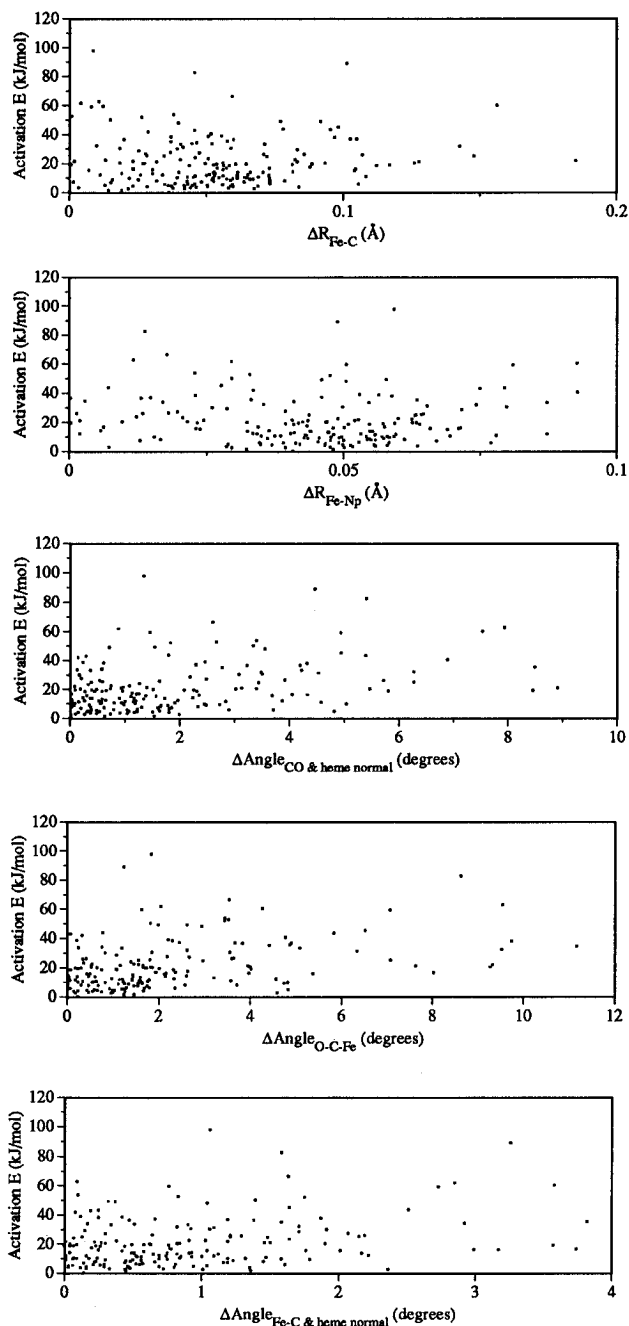 Activation E (kJ/mol)
120
100
80
60
40
20
0
0 0.1 0.2
ΔR_Fe-C (Å)
Activation E (kJ/mol)
120
100
80
60
40
20
0
0 0.05 0.1
ΔR_Fe-Np (Å)
Activation E (kJ/mol)
120
100
80
60
40
20
0
0 2 4 6 8 10
ΔAngle_CO & heme normal (degrees)
Activation E (kJ/mol)
120
100
80
60
40
20
0
0 2 4 6 8 10 12
ΔAngle_O-C-Fe (degrees)
Activation E (kJ/mol)
120
100
80
60
40
20
0
0 1 2 3 4
ΔAngle_Fe-C & heme normal (degrees)